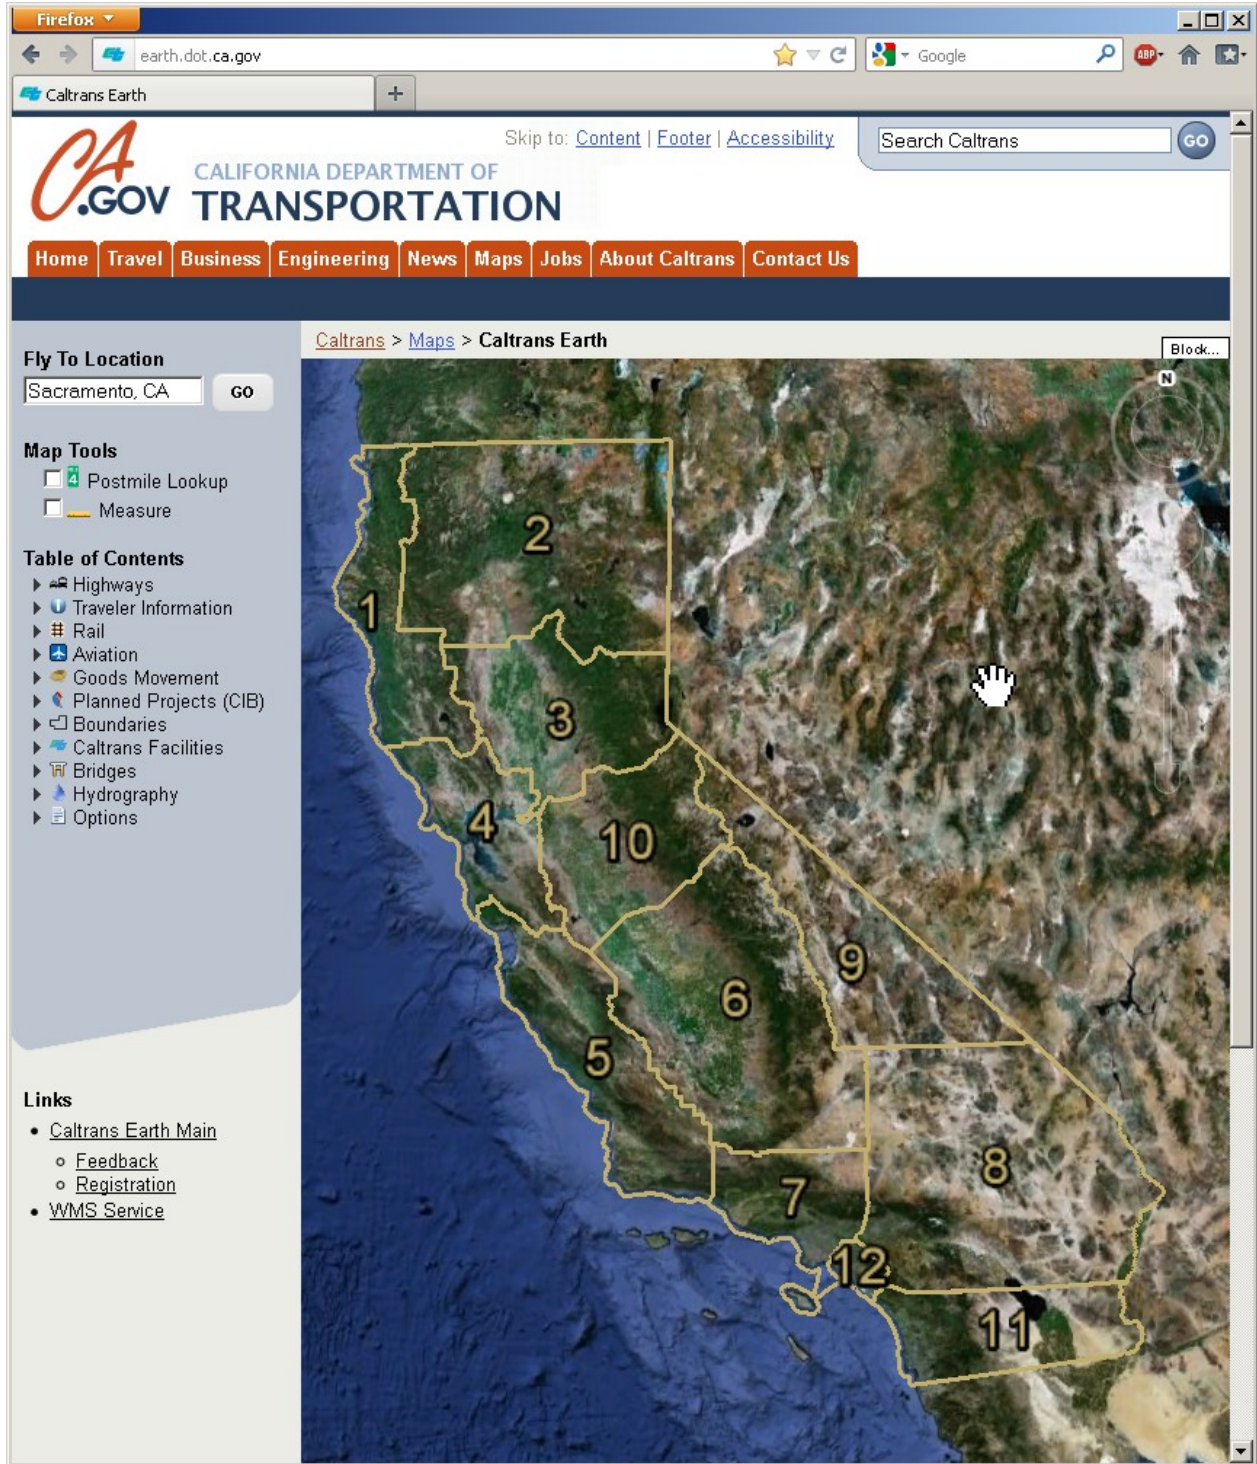 Firefox
earth.dot.ca.gov
Google
ABP
Caltrans Earth
Skip to: Content | Footer | Accessibility
Search Caltrans
GO
CA
.GOV
CALIFORNIA DEPARTMENT OF
TRANSPORTATION
Home Travel Business Engineering News Maps Jobs About Caltrans Contact Us
Caltrans > Maps > Caltrans Earth
Block...
Fly To Location
Sacramento, CA
GO
Map Tools
4 Postmile Lookup
Measure
Table of Contents
Highways
Traveler Information
Rail
Aviation
Goods Movement
Planned Projects (CIB)
Boundaries
Caltrans Facilities
Bridges
Hydrography
Options
Links
• Caltrans Earth Main
Feedback
Registration
• WMS Service
N
2
1
3
4
10
9
6
5
8
7
12
11